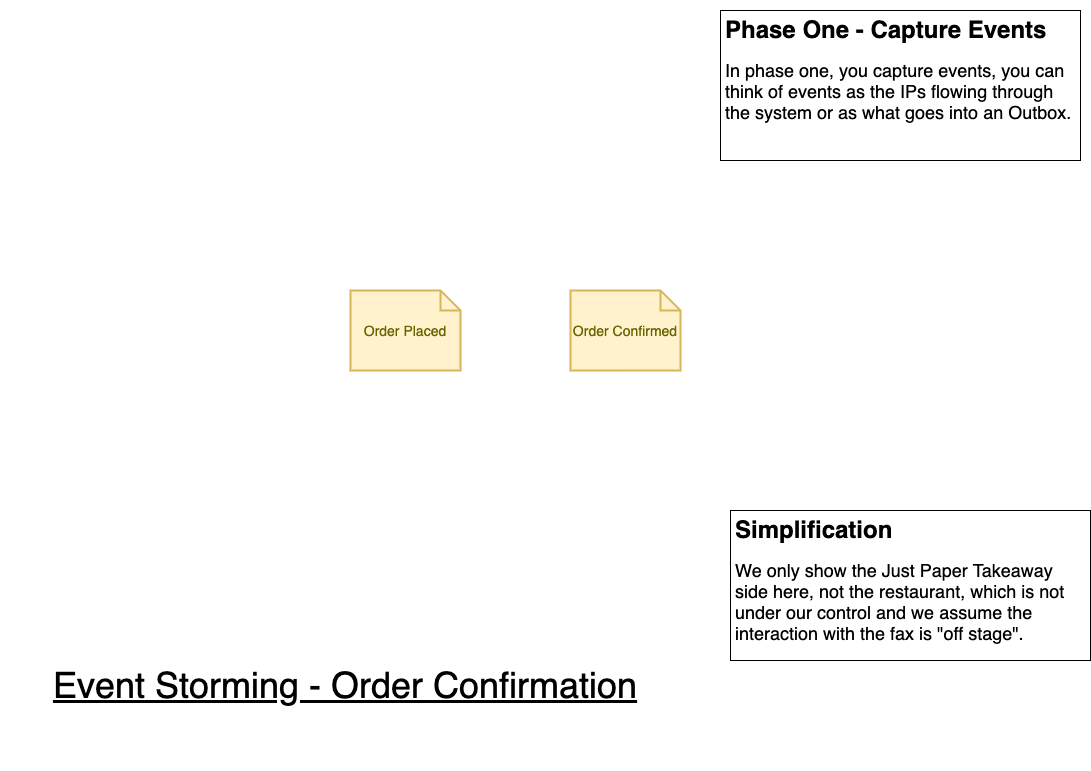 Phase One - Capture Events
In phase one, you capture events, you can
think of events as the IPs flowing through
the system or as what goes into an Outbox.
Order Placed
Order Confirmed
Simplification
We only show the Just Paper Takeaway
side here, not the restaurant, which is not
under our control and we assume the
interaction with the fax is "off stage".
Event Storming - Order Confirmation